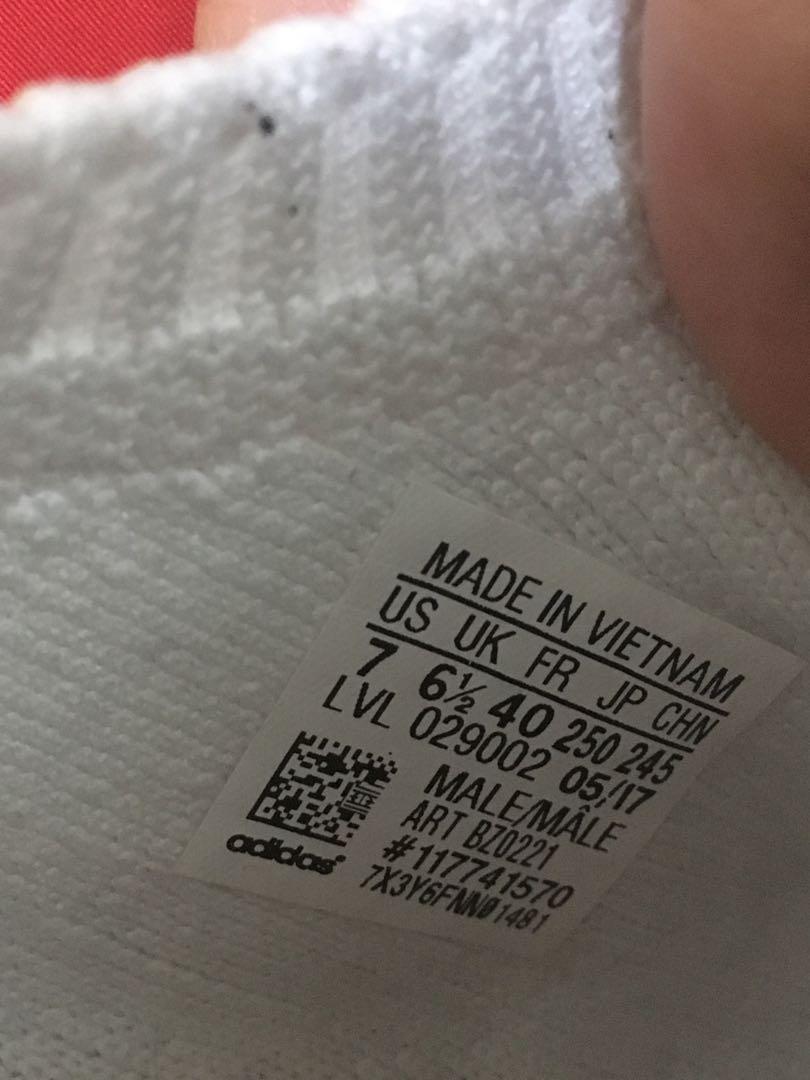 MADE IN VIETNAM
US UK FR JP CHN
7 6½ 40 250 245
LVL 029002 05/17
MALE/MÂLE
ART BZ0221
#117741570
7X3Y6FNN01481
adidas